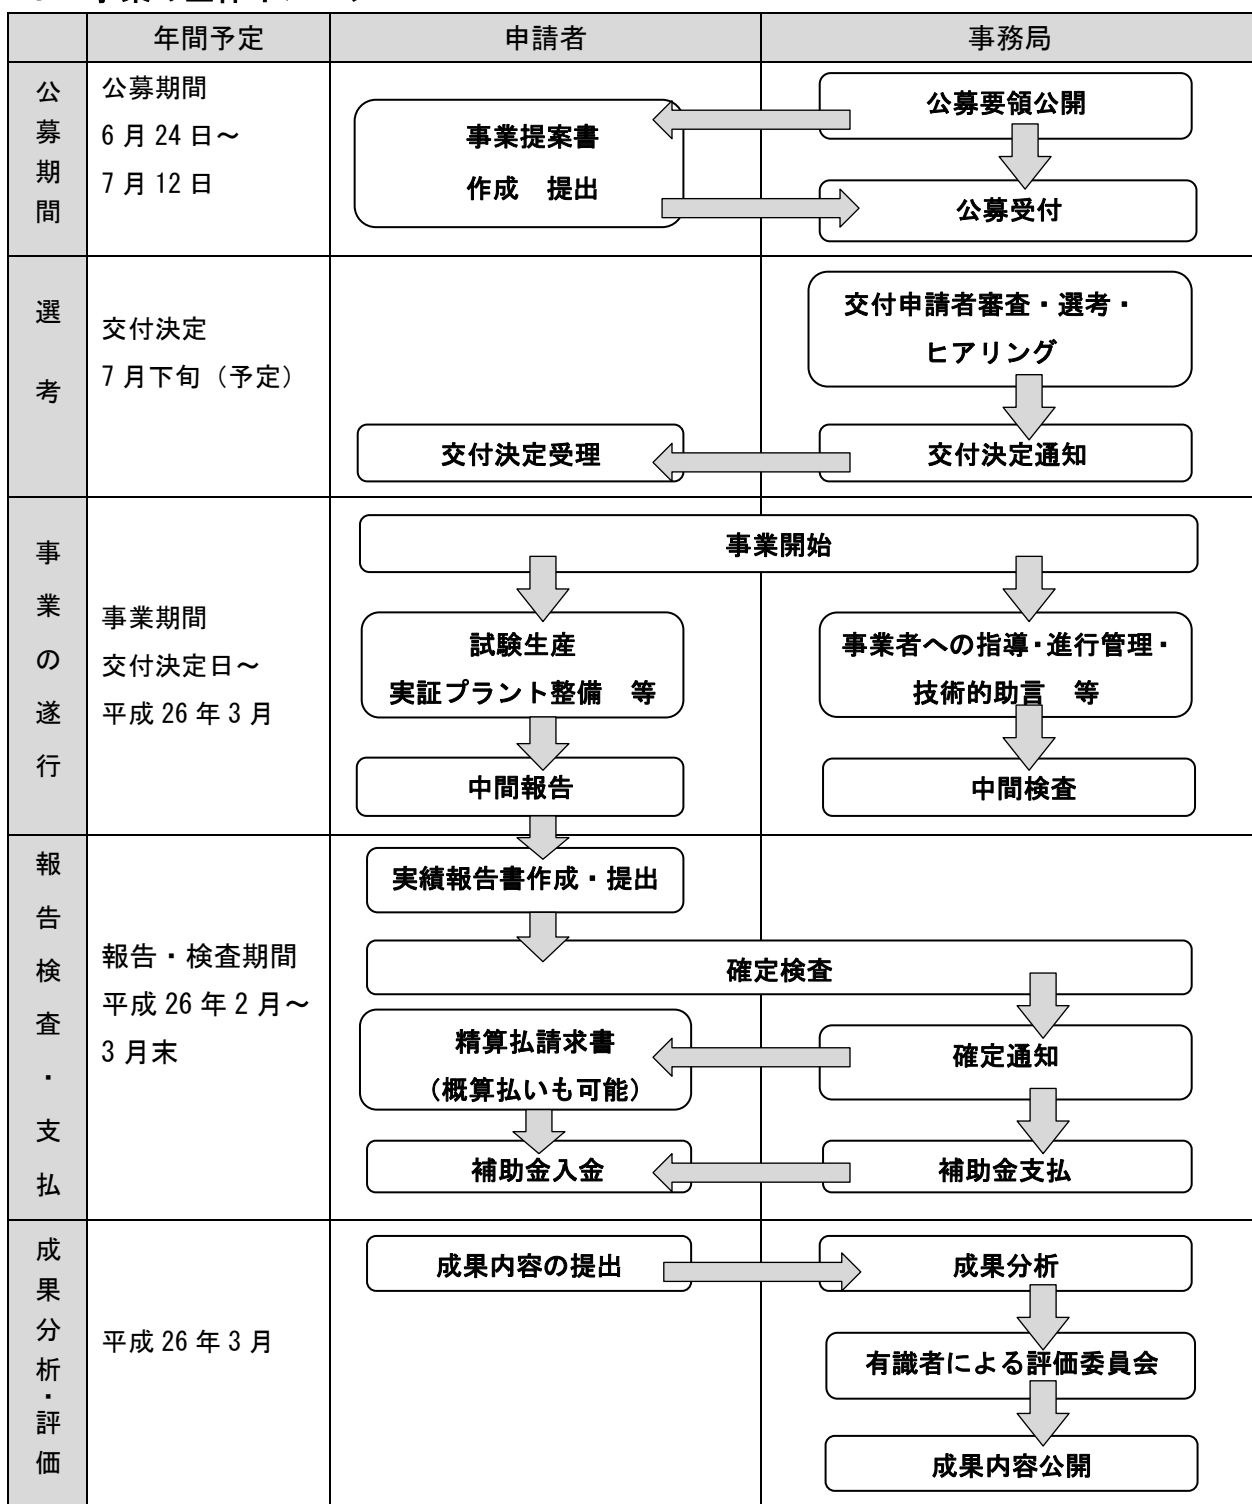 年間予定
申請者
事務局
公募期間
公募期間
6月24日～
7月12日
事業提案書
作成　提出
公募要領公開
公募受付
選考
交付決定
7月下旬（予定）
交付申請者審査・選考・
ヒアリング
交付決定受理
交付決定通知
事業の遂行
事業期間
交付決定日～
平成26年3月
事業開始
試験生産
実証プラント整備　等
事業者への指導・進行管理・
技術的助言　等
中間報告
中間検査
報告検査・支払
報告・検査期間
平成26年2月～
3月末
実績報告書作成・提出
確定検査
精算払請求書
（概算払いも可能）
確定通知
補助金入金
補助金支払
成果分析・評価
平成26年3月
成果内容の提出
成果分析
有識者による評価委員会
成果内容公開